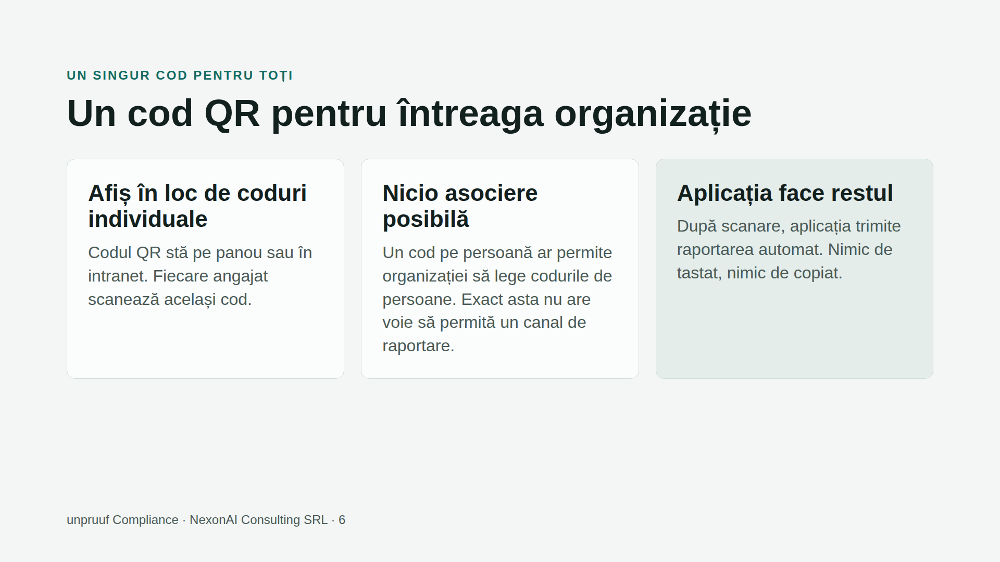 UN SINGUR COD PENTRU TOȚI
Un cod QR pentru întreaga organizație
Afiș în loc de coduri
individuale
Codul QR stă pe panou sau în
intranet. Fiecare angajat
scanează același cod.
Nicio asociere
posibilă
Un cod pe persoană ar permite
organizației să lege codurile de
persoane. Exact asta nu are
voie să permită un canal de
raportare.
Aplicația face restul
După scanare, aplicația trimite
raportarea automat. Nimic de
tastat, nimic de copiat.
unpruuf Compliance · NexonAI Consulting SRL · 6